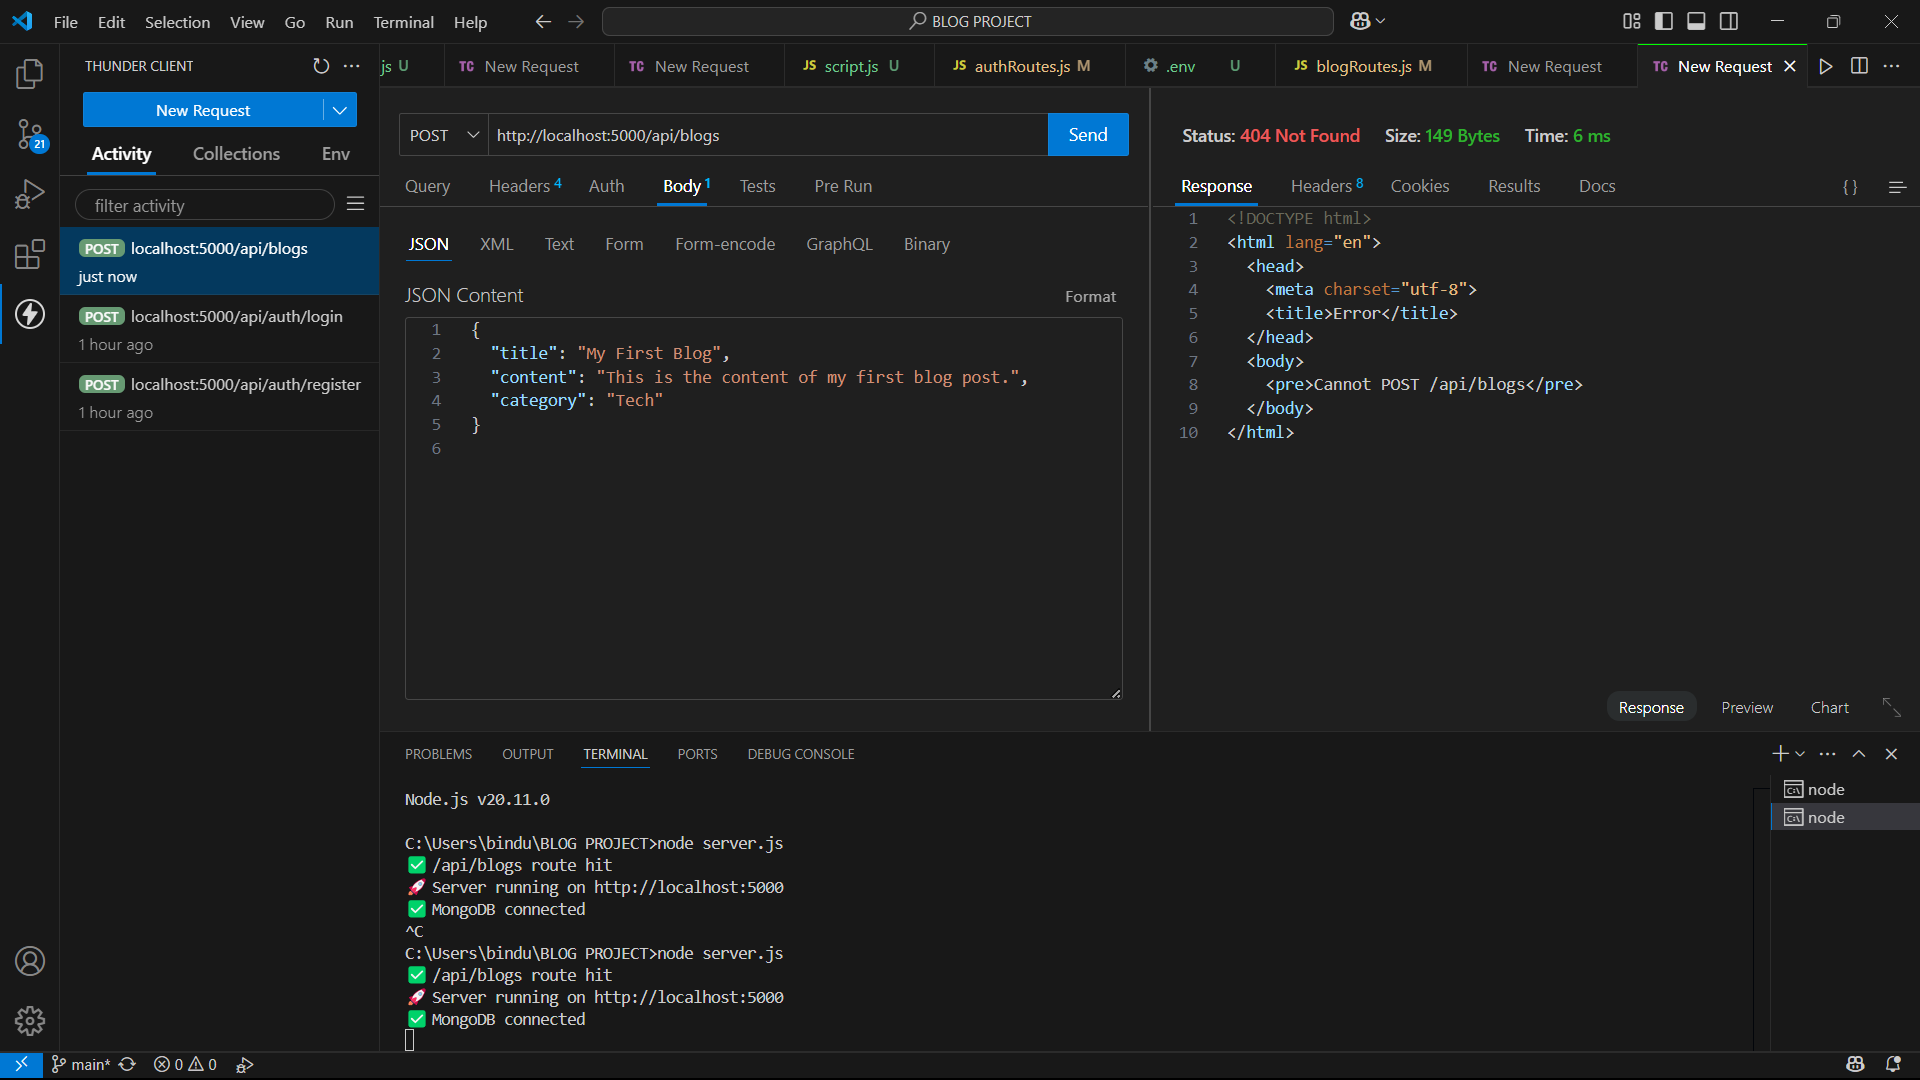 File Edit Selection View Go Run Terminal Help
BLOG PROJECT
THUNDER CLIENT
New Request
Activity Collections Env
filter activity
POST localhost:5000/api/blogs
just now
POST localhost:5000/api/auth/login
1 hour ago
POST localhost:5000/api/auth/register
1 hour ago
21
js U
TC New Request
TC New Request
JS script.js U
JS authRoutes.js M
.env U
JS blogRoutes.js M
TC New Request
TC New Request
POST http://localhost:5000/api/blogs Send
Query Headers 4 Auth Body 1 Tests Pre Run
JSON XML Text Form Form-encode GraphQL Binary
JSON Content Format
1 {
2 "title": "My First Blog",
3 "content": "This is the content of my first blog post.",
4 "category": "Tech"
5 }
6
Status: 404 Not Found Size: 149 Bytes Time: 6 ms
Response Headers 8 Cookies Results Docs {}
1 <!DOCTYPE html>
2 <html lang="en">
3 <head>
4 <meta charset="utf-8">
5 <title>Error</title>
6 </head>
7 <body>
8 <pre>Cannot POST /api/blogs</pre>
9 </body>
10 </html>
Response Preview Chart
PROBLEMS OUTPUT TERMINAL PORTS DEBUG CONSOLE
Node.js v20.11.0
C:\Users\bindu\BLOG PROJECT>node server.js
✅ /api/blogs route hit
🚀 Server running on http://localhost:5000
✅ MongoDB connected
^C
C:\Users\bindu\BLOG PROJECT>node server.js
✅ /api/blogs route hit
🚀 Server running on http://localhost:5000
✅ MongoDB connected
node
node
main* 0 0